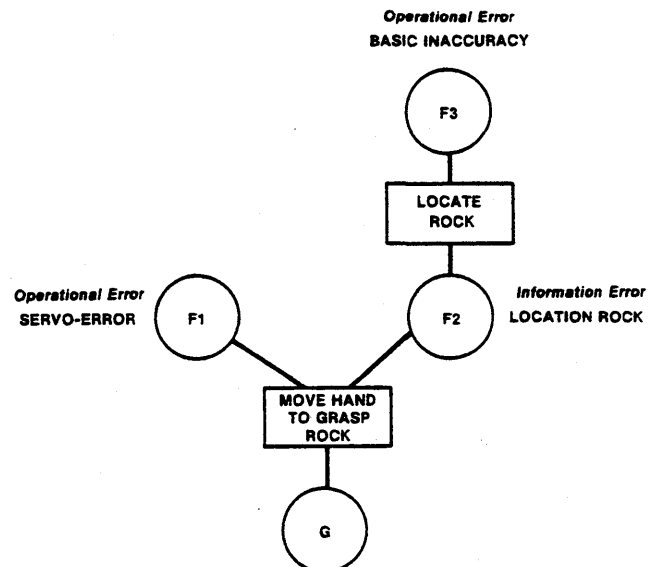 Operational Error
BASIC INACCURACY
F3
LOCATE
ROCK
Operational Error
SERVO-ERROR
F1
F2
Information Error
LOCATION ROCK
MOVE HAND
TO GRASP
ROCK
G